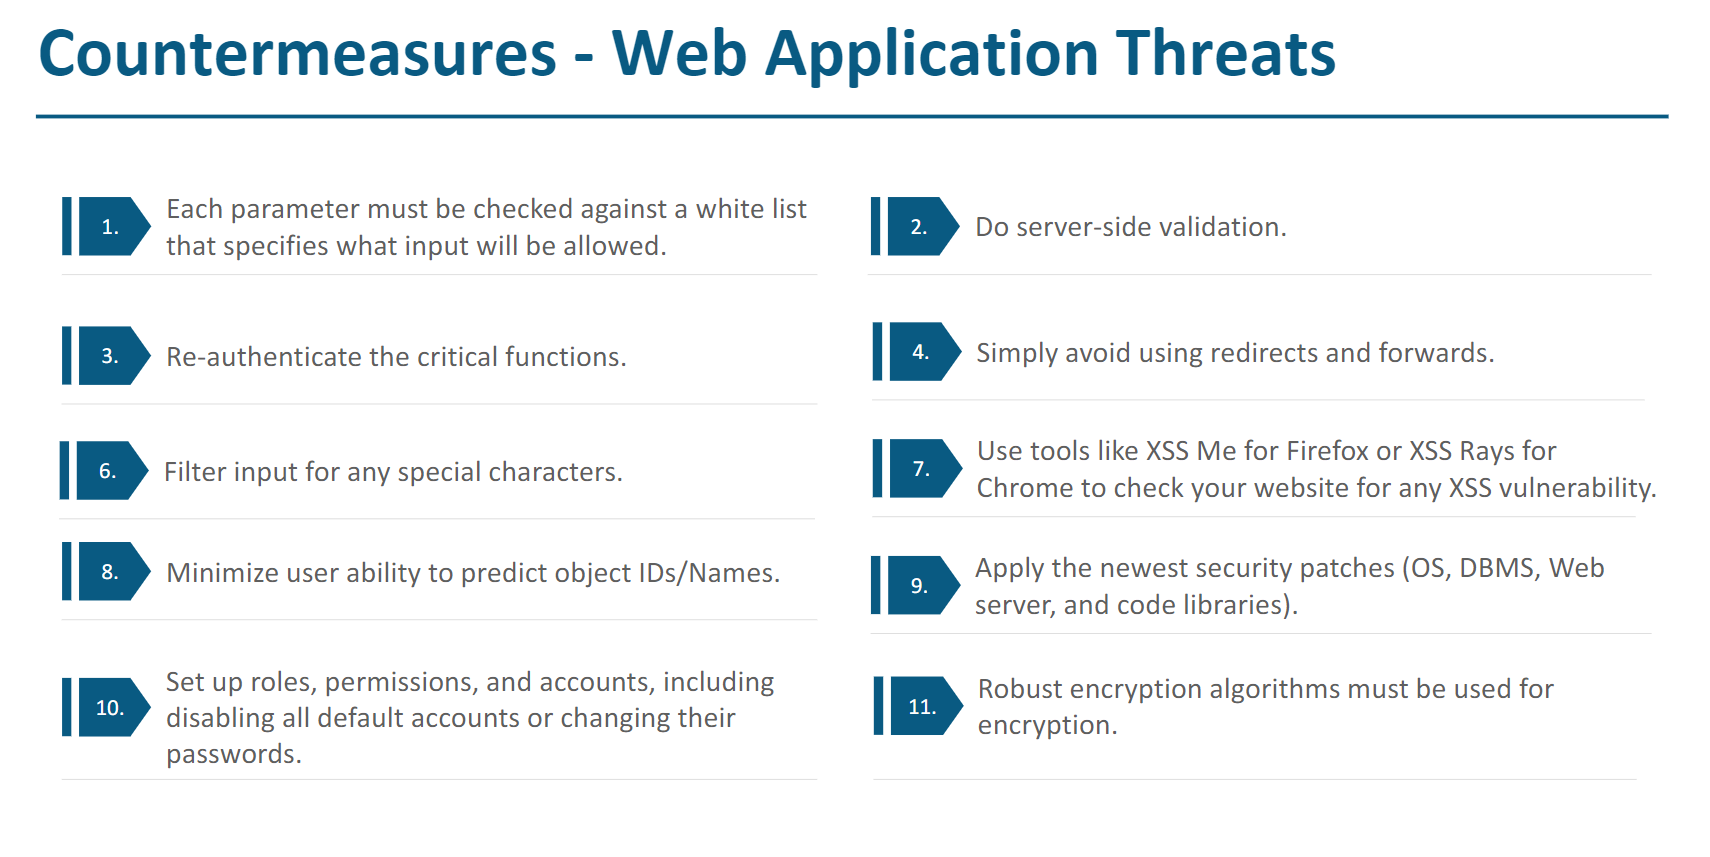 Countermeasures - Web Application Threats
1.
Each parameter must be checked against a white list
that specifies what input will be allowed.
2.
Do server-side validation.
3.
Re-authenticate the critical functions.
4.
Simply avoid using redirects and forwards.
6.
Filter input for any special characters.
7.
Use tools like XSS Me for Firefox or XSS Rays for
Chrome to check your website for any XSS vulnerability.
8.
Minimize user ability to predict object IDs/Names.
9.
Apply the newest security patches (OS, DBMS, Web
server, and code libraries).
10.
Set up roles, permissions, and accounts, including
disabling all default accounts or changing their
passwords.
11.
Robust encryption algorithms must be used for
encryption.